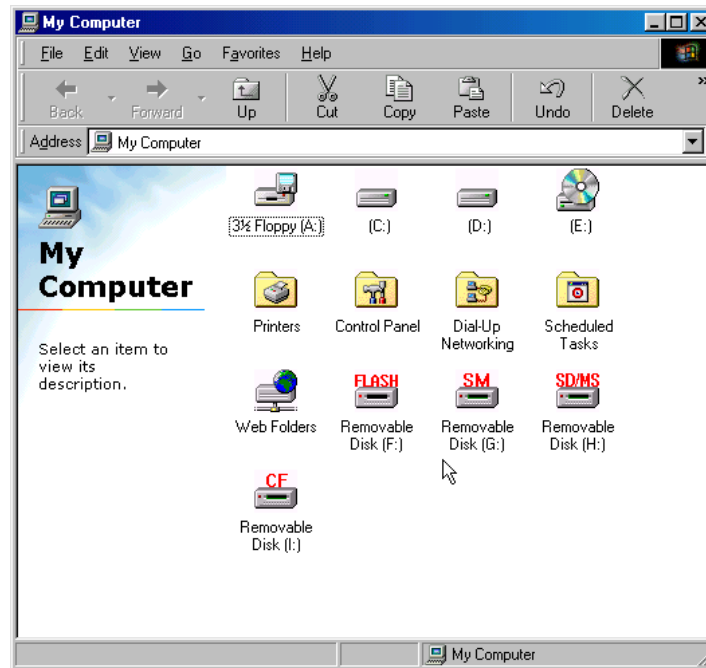 My Computer
File Edit View Go Favorites Help
Back Forward Up Cut Copy Paste Undo Delete »
Address My Computer
3½ Floppy (A:) (C:) (D:) (E:)
My
Computer
Printers Control Panel Dial-Up
Networking Scheduled
Tasks
Select an item to
view its
description.
Web Folders
FLASH
Removable
Disk (F:)
SM
Removable
Disk (G:)
SD/MS
Removable
Disk (H:)
CF
Removable
Disk (I:)
My Computer